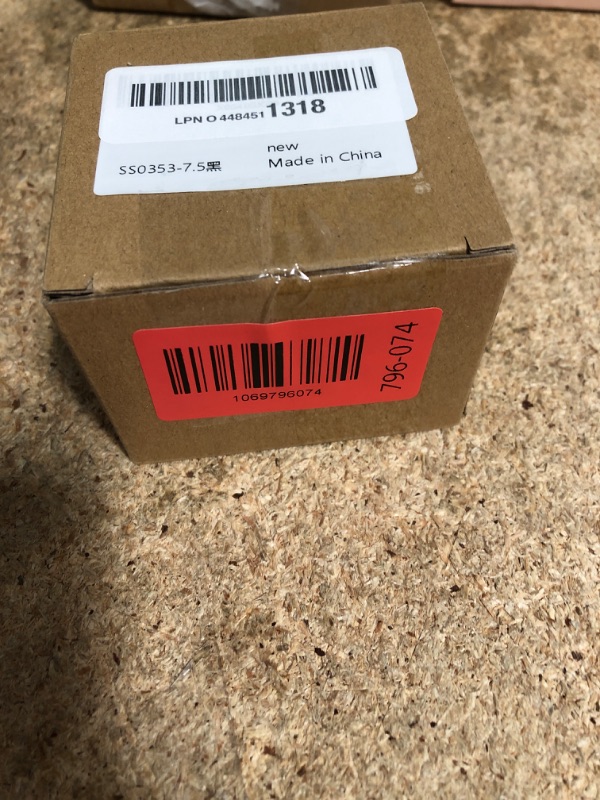 LPN O 448451 1318
new
SS0353-7.5黑 Made in China
1069796074
796-074